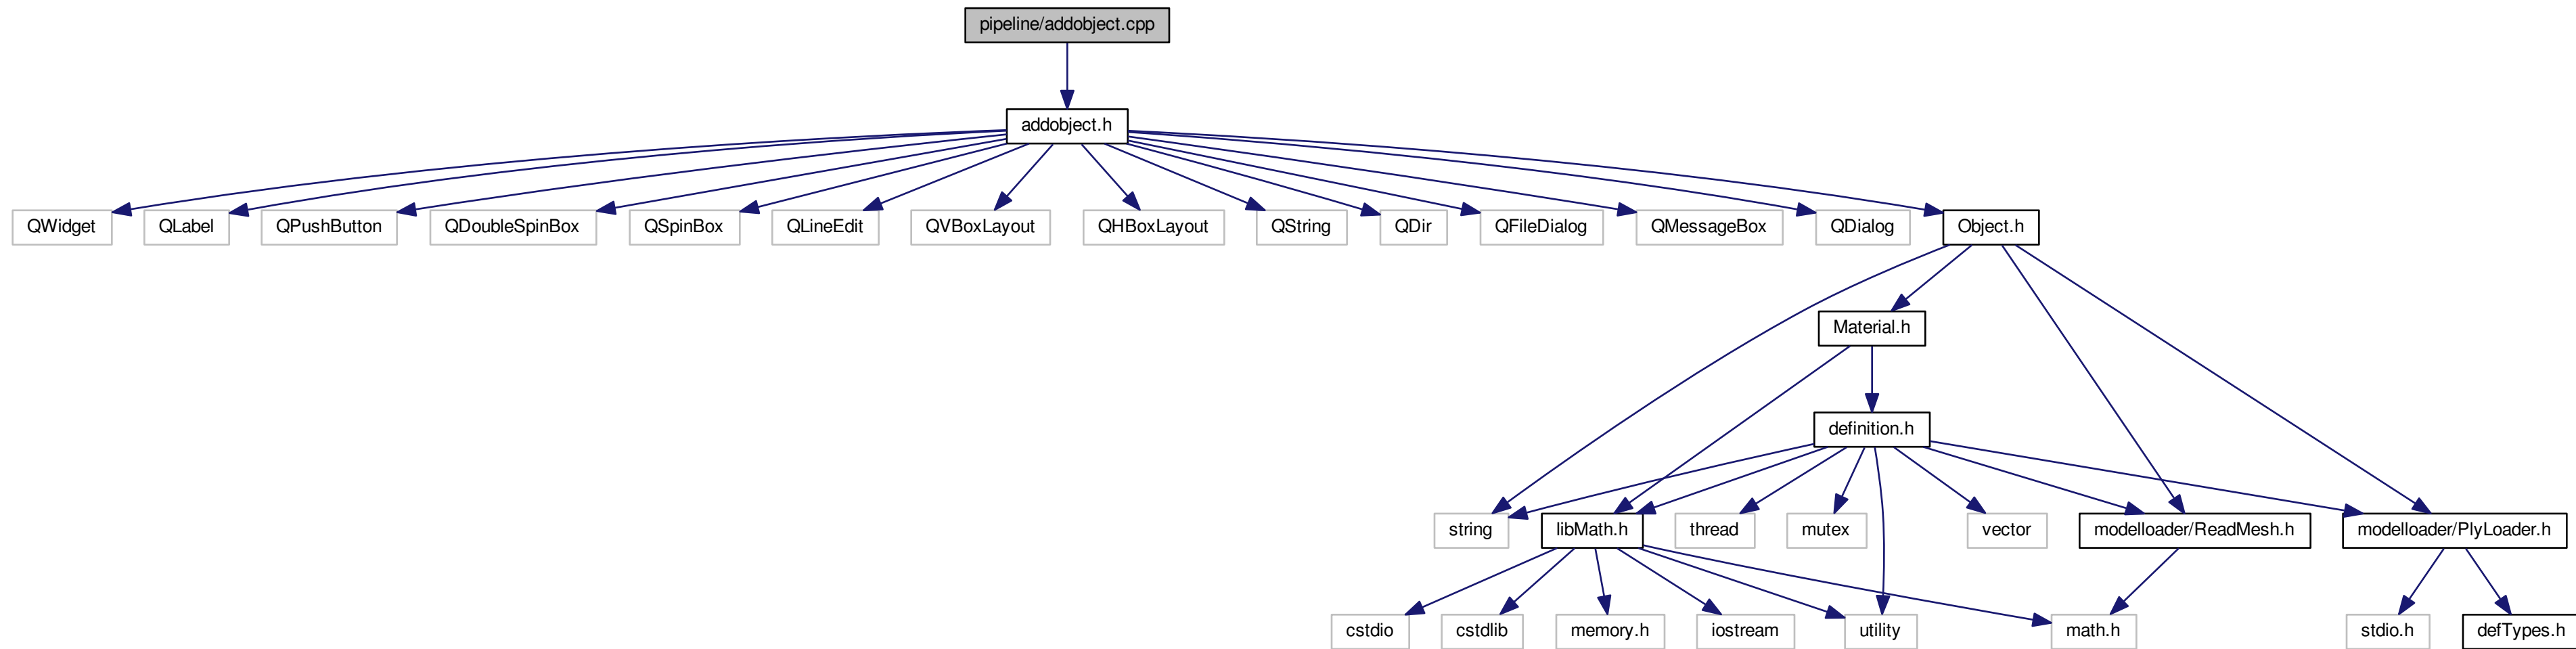 pipeline/addobject.cpp
addobject.h
QWidget
QLabel
QPushButton
QDoubleSpinBox
QSpinBox
QLineEdit
QVBoxLayout
QHBoxLayout
QString
QDir
QFileDialog
QMessageBox
QDialog
Object.h
Material.h
definition.h
string
libMath.h
thread
mutex
vector
modelloader/ReadMesh.h
modelloader/PlyLoader.h
cstdio
cstdlib
memory.h
iostream
utility
math.h
stdio.h
defTypes.h